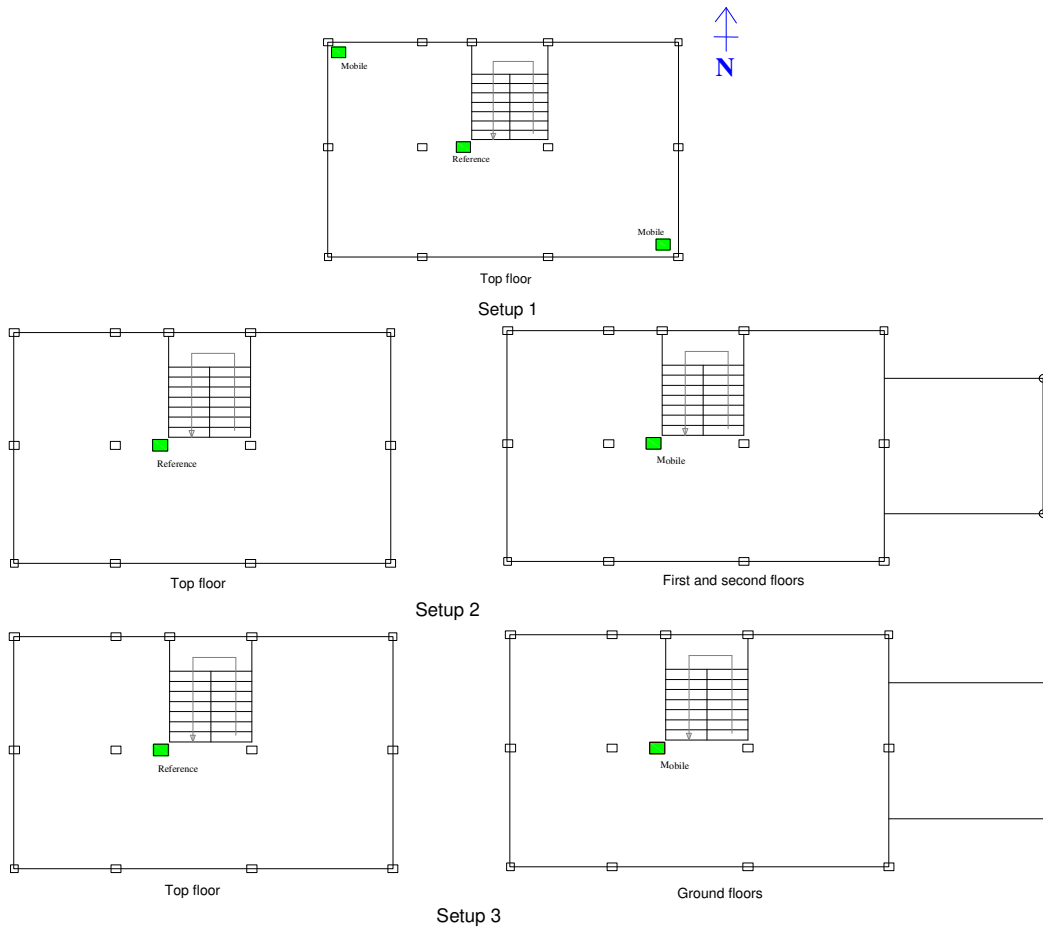 N
Mobile
Reference
Mobile
Top floor
Setup 1
Reference
Mobile
Top floor
First and second floors
Setup 2
Reference
Mobile
Top floor
Ground floors
Setup 3